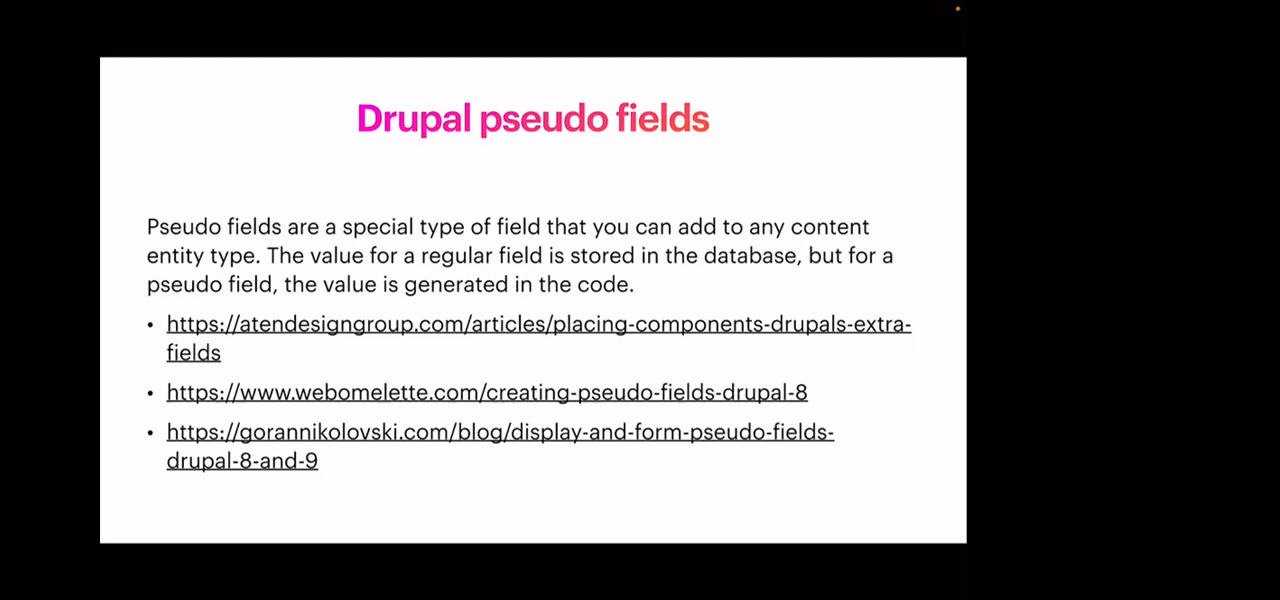 Drupal pseudo fields
Pseudo fields are a special type of field that you can add to any content
entity type. The value for a regular field is stored in the database, but for a
pseudo field, the value is generated in the code.
• https://atendesigngroup.com/articles/placing-components-drupals-extra-
fields
• https://www.webomelette.com/creating-pseudo-fields-drupal-8
• https://gorannikolovski.com/blog/display-and-form-pseudo-fields-
drupal-8-and-9